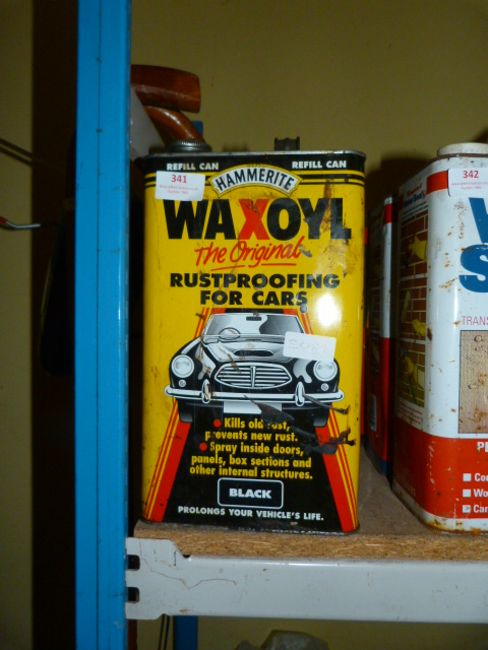 REFILL CAN
REFILL CAN
HAMMERITE
341
WAXOYL
The Original
RUSTPROOFING
FOR CARS
Kills old rust,
prevents new rust.
Spray inside doors,
panels, box sections and
other internal structures.
BLACK
PROLONGS YOUR VEHICLE'S LIFE.
342
TRANS